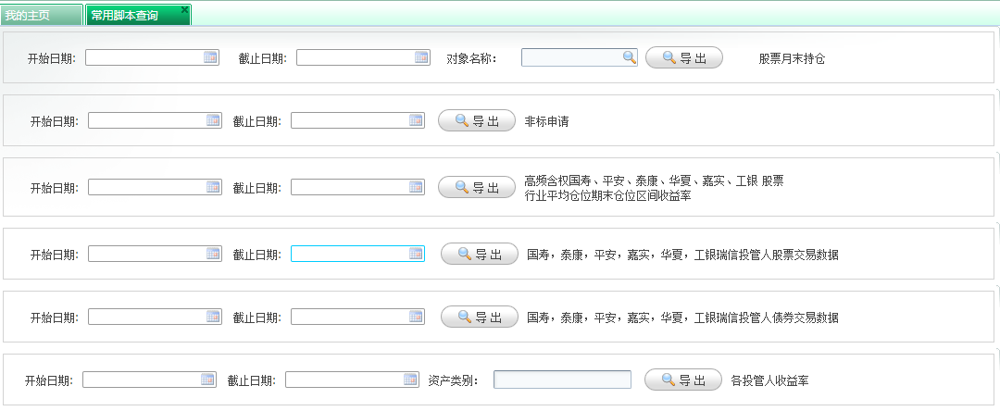 我的主页 常用脚本查询
开始日期: 截止日期: 对象名称: 导 出 股票月末持仓
开始日期: 截止日期: 导 出 非标申请
开始日期: 截止日期: 导 出 高频含权国寿、平安、泰康、华夏、嘉实、工银 股票
行业平均仓位期末仓位区间收益率
开始日期: 截止日期: 导 出 国寿，泰康，平安，嘉实，华夏，工银瑞信投管人股票交易数据
开始日期: 截止日期: 导 出 国寿，泰康，平安，嘉实，华夏，工银瑞信投管人债券交易数据
开始日期: 截止日期: 资产类别: 导 出 各投管人收益率